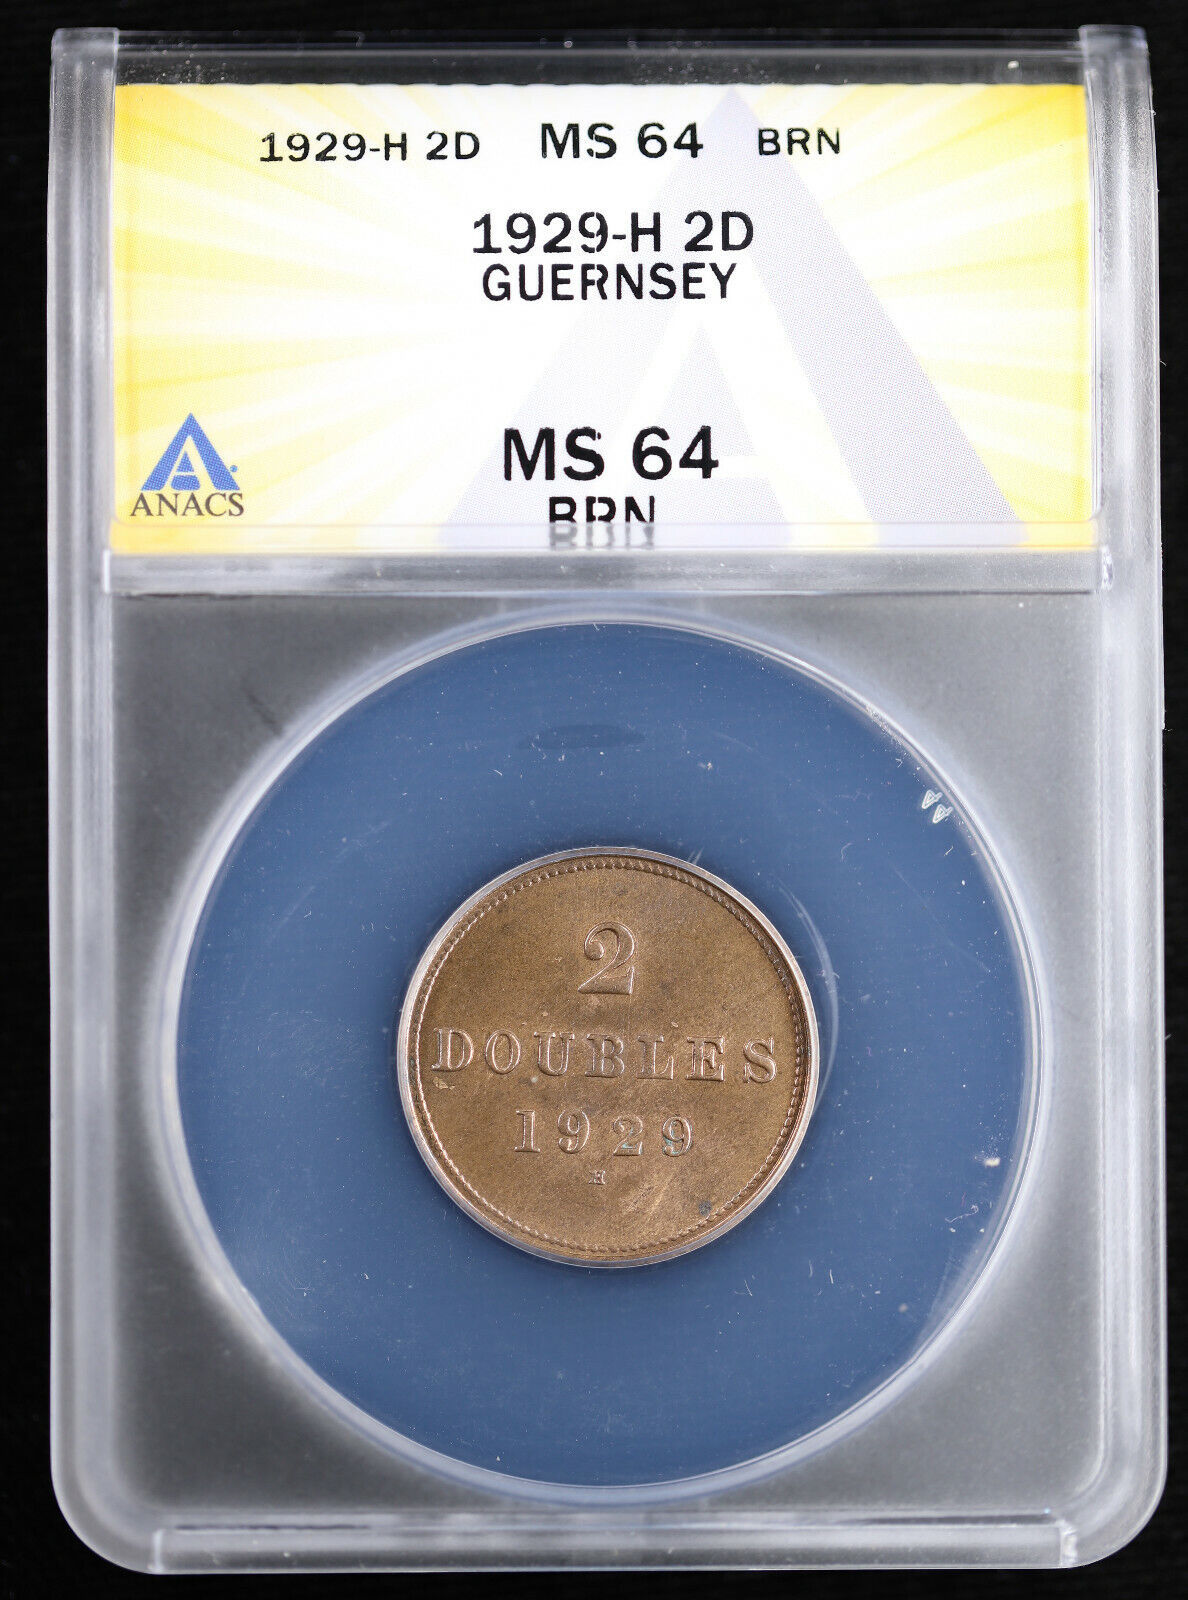 1929-H 2D MS 64 BRN
1929-H 2D
GUERNSEY
MS 64
BRN
ANACS
2
DOUBLES
1929
H